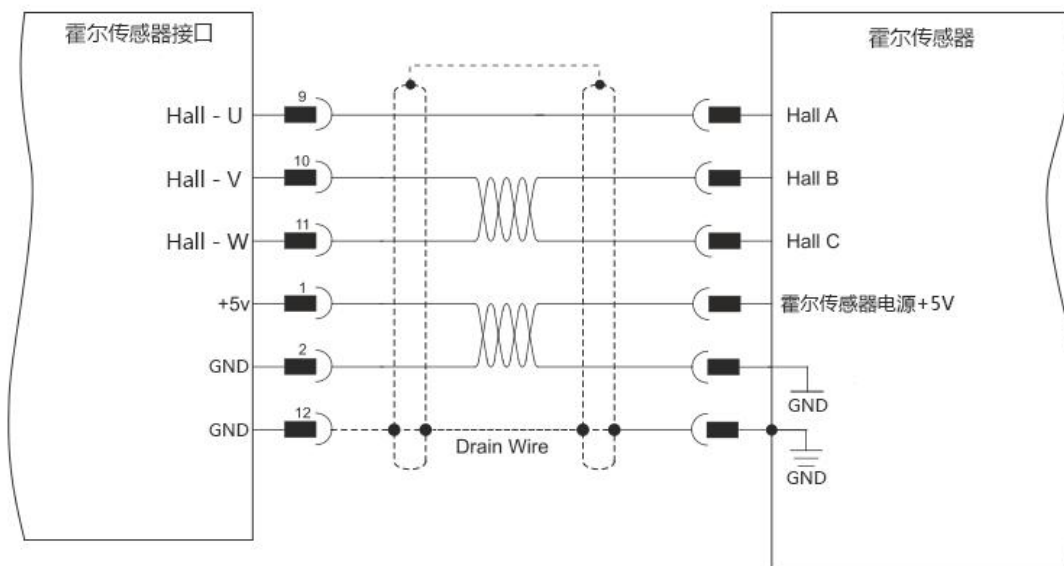 霍尔传感器接口
霍尔传感器
Hall - U
9
Hall A
Hall - V
10
Hall B
Hall - W
11
Hall C
+5v
1
霍尔传感器电源+5V
GND
2
GND
GND
12
Drain Wire
GND